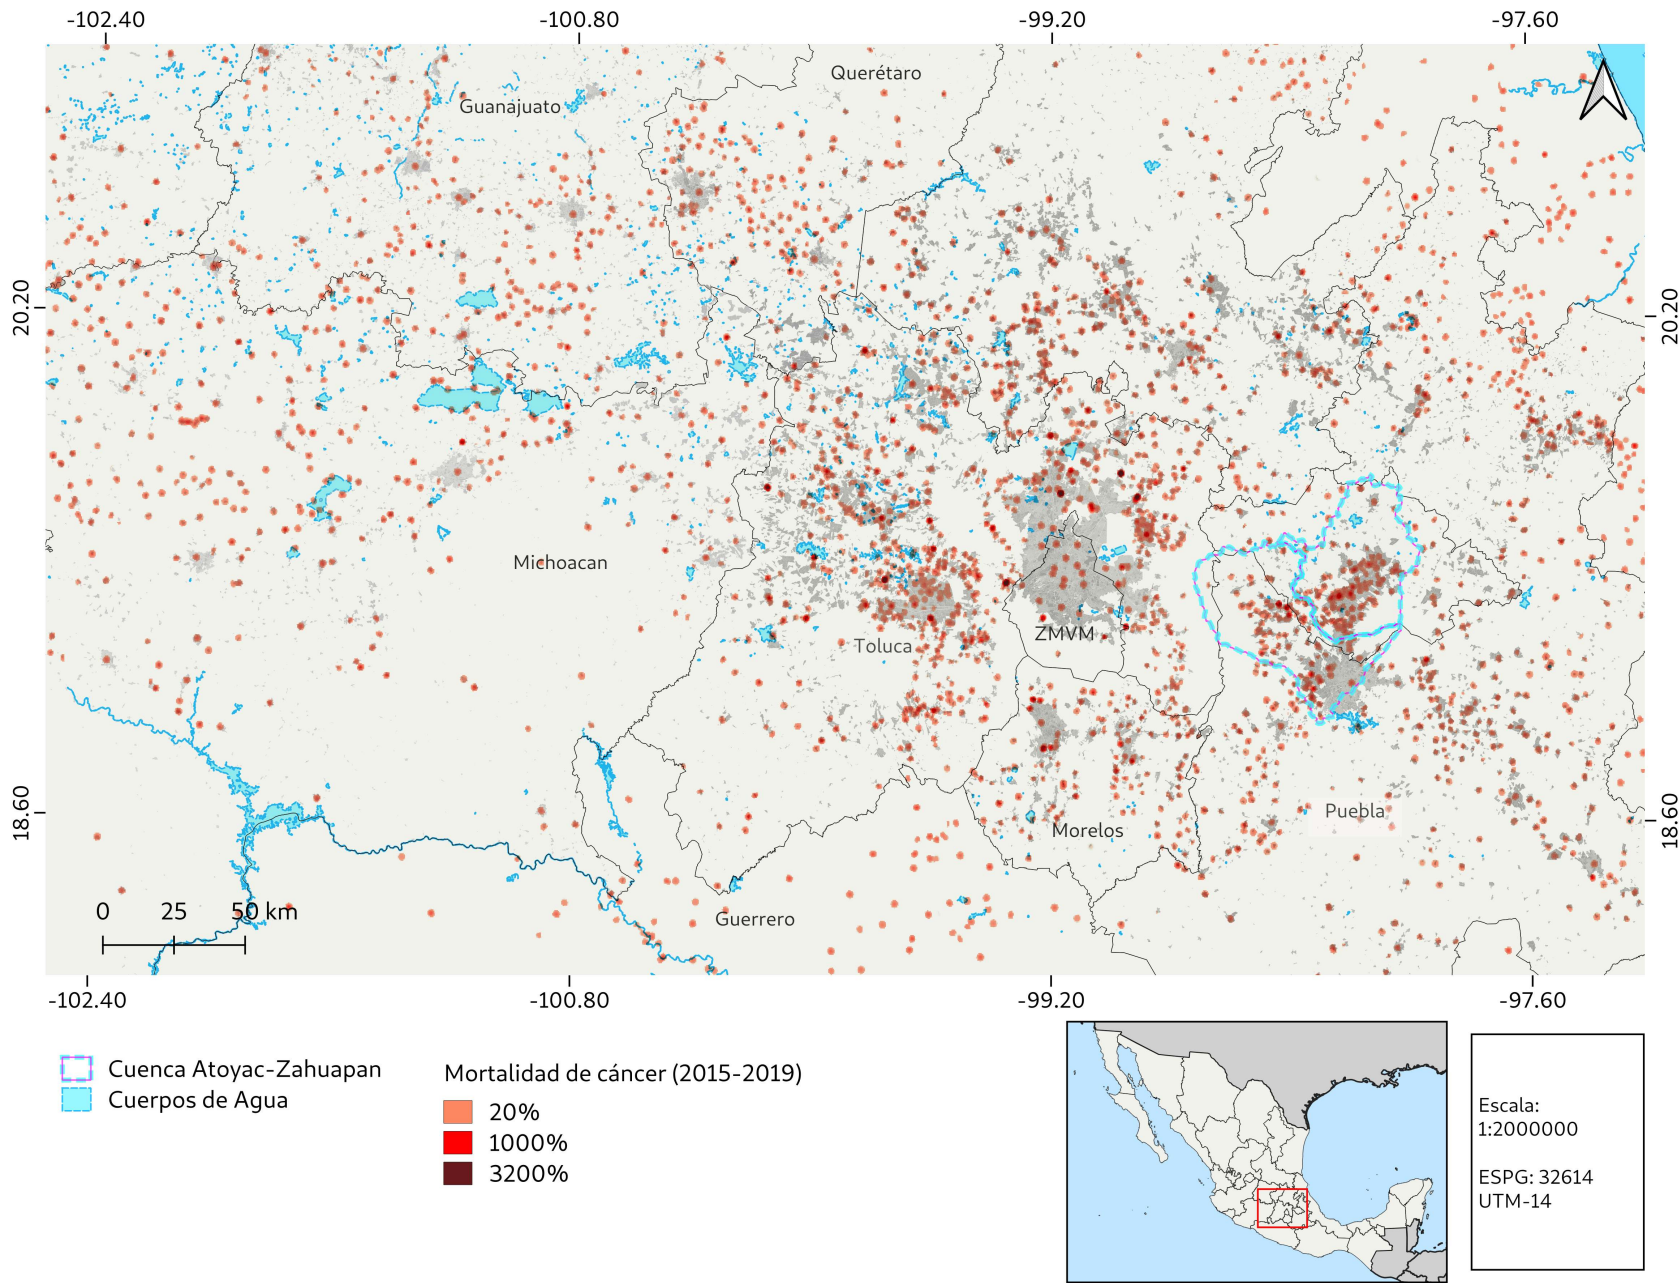 -102.40
-100.80
-99.20
-97.60
Querétaro
Guanajuato
20.20
20.20
Michoacan
ZMVM
Toluca
18.60
18.60
Puebla
Morelos
0 25 50 km
Guerrero
-102.40
-100.80
-99.20
-97.60
Cuenca Atoyac-Zahuapan
Cuerpos de Agua
Mortalidad de cáncer (2015-2019)
20%
1000%
3200%
Escala:
1:2000000
ESPG: 32614
UTM-14